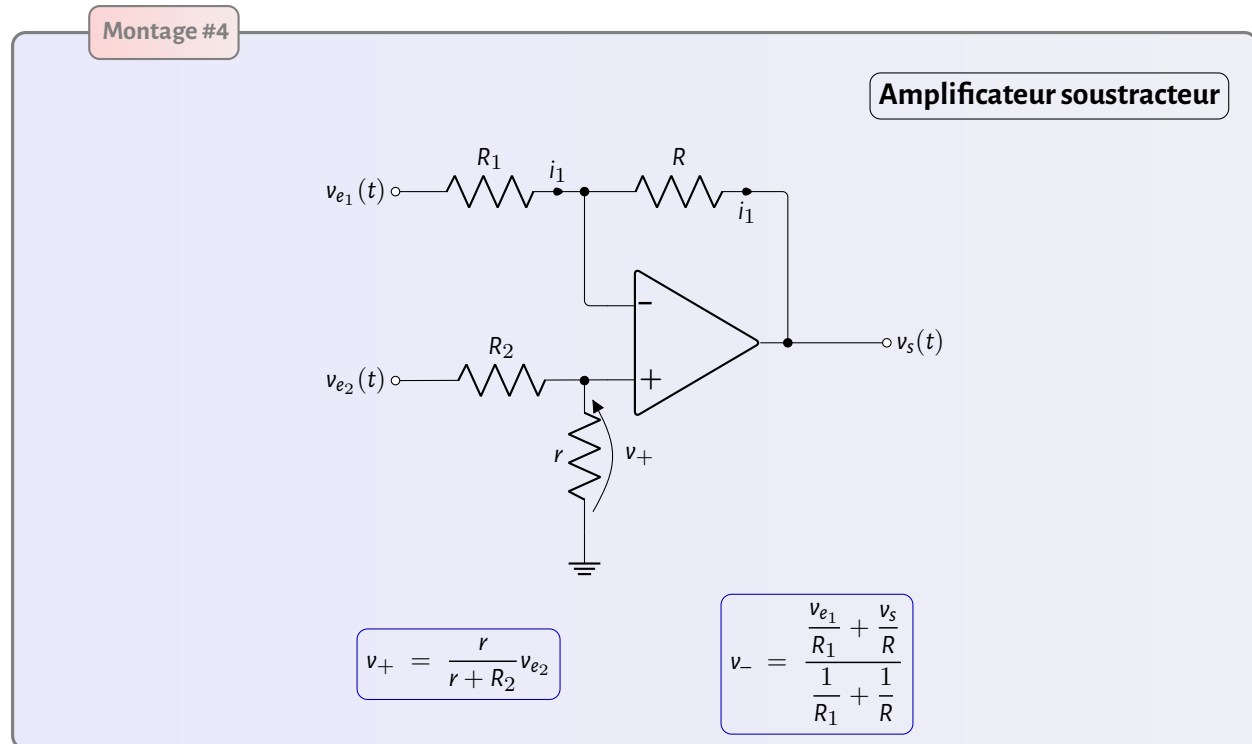 Montage #4
Amplificateur soustracteur
R₁ i₁ R
vₑ₁(t) i₁
-
vₛ(t)
R₂
vₑ₂(t) +
r v₊
v₊ = r / (r + R₂) vₑ₂
v₋ = (vₑ₁/R₁ + vₛ/R) / (1/R₁ + 1/R)